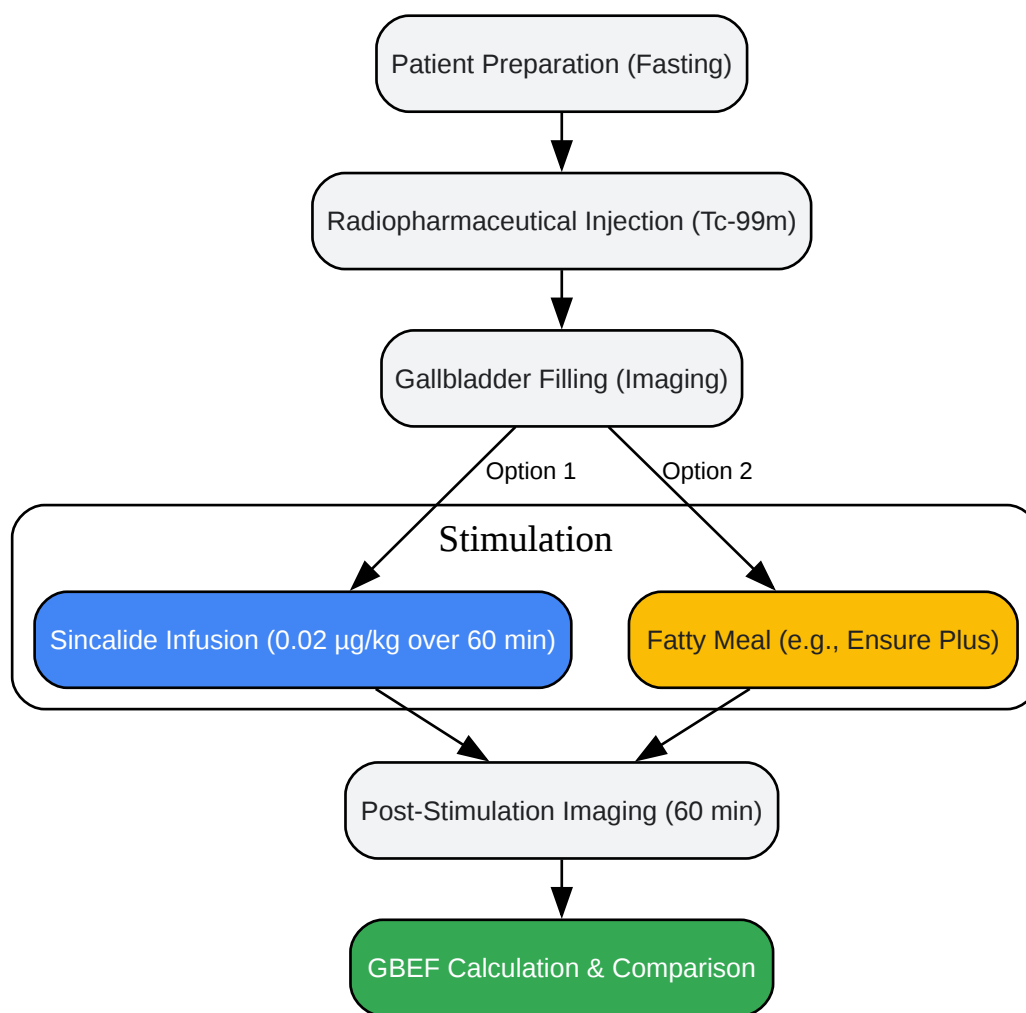 Patient Preparation (Fasting)
Radiopharmaceutical Injection (Tc-99m)
Gallbladder Filling (Imaging)
Option 1
Option 2
Stimulation
Sincalide Infusion (0.02 µg/kg over 60 min)
Fatty Meal (e.g., Ensure Plus)
Post-Stimulation Imaging (60 min)
GBEF Calculation & Comparison